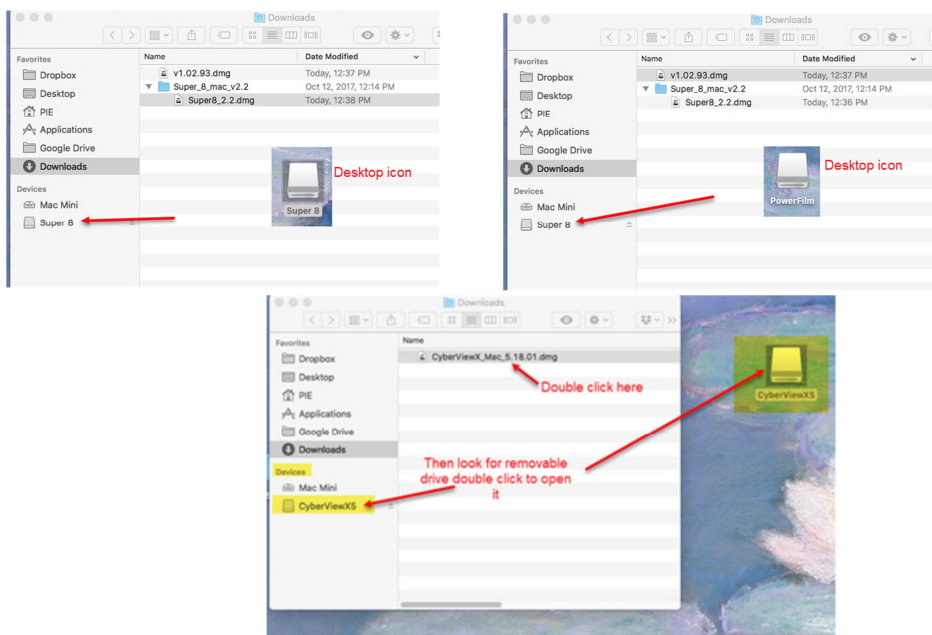 Downloads
Favorites
Dropbox
Desktop
PIE
Applications
Google Drive
Downloads
Devices
Mac Mini
Super 8
Name Date Modified
v1.02.93.dmg Today, 12:37 PM
Super_8_mac_v2.2 Oct 12, 2017, 12:14 PM
Super8_2.2.dmg Today, 12:38 PM
Desktop icon
Super 8
Downloads
Favorites
Dropbox
Desktop
PIE
Applications
Google Drive
Downloads
Devices
Mac Mini
Super 8
Name Date Modified
v1.02.93.dmg Today, 12:37 PM
Super_8_mac_v2.2 Oct 12, 2017, 12:14 PM
Super8_2.2.dmg Today, 12:36 PM
Desktop icon
PowerFilm
Downloads
Favorites
Dropbox
Desktop
PIE
Applications
Google Drive
Downloads
Devices
Mac Mini
CyberViewX5
Name
CyberViewX_Mac_5.18.01.dmg
Double click here
Then look for removable
drive double click to open
it
CyberViewX5